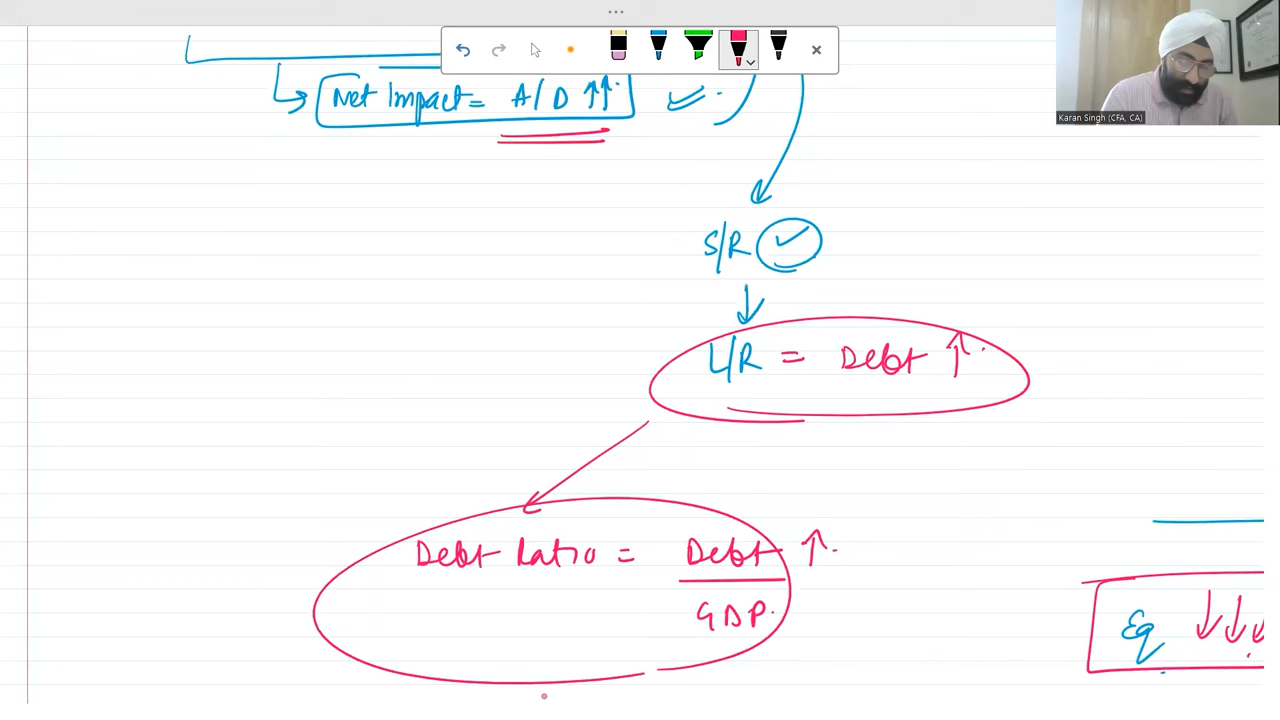 Karan Singh (CFA, CA)
Net Impact = A/D ↑↑
S/R ✓
↓
L/R = Debt ↑
Debt Ratio = Debt ↑
GDP
Eq ↓↓↓